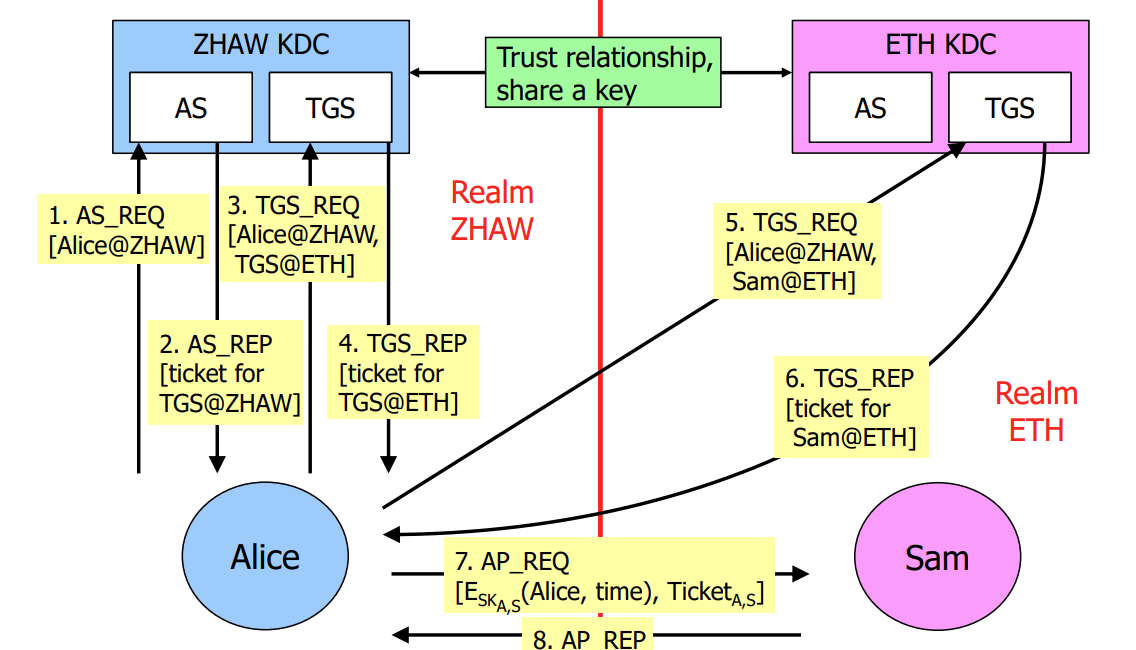 ZHAW KDC
AS
TGS
Trust relationship,
share a key
ETH KDC
AS
TGS
Realm
ZHAW
1. AS_REQ
[Alice@ZHAW]
3. TGS_REQ
[Alice@ZHAW,
TGS@ETH]
5. TGS_REQ
[Alice@ZHAW,
Sam@ETH]
2. AS_REP
[ticket for
TGS@ZHAW]
4. TGS_REP
[ticket for
TGS@ETH]
6. TGS_REP
[ticket for
Sam@ETH]
Realm
ETH
Alice
Sam
7. AP_REQ
[E_SK_A,S(Alice, time), Ticket_A,S]
8. AP_REP